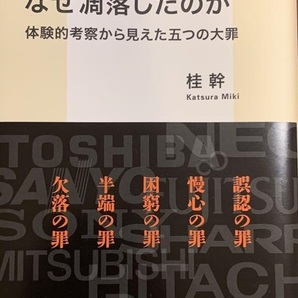 なぜ凋落したのか
体験的考察から見えた五つの大罪
桂 幹
Katsura Miki
TOSHIBA NEC
SANYO FUJITSU
SONY SHARP
MITSUBISHI
HITACHI
誤認の罪
慢心の罪
困窮の罪
半端の罪
欠落の罪